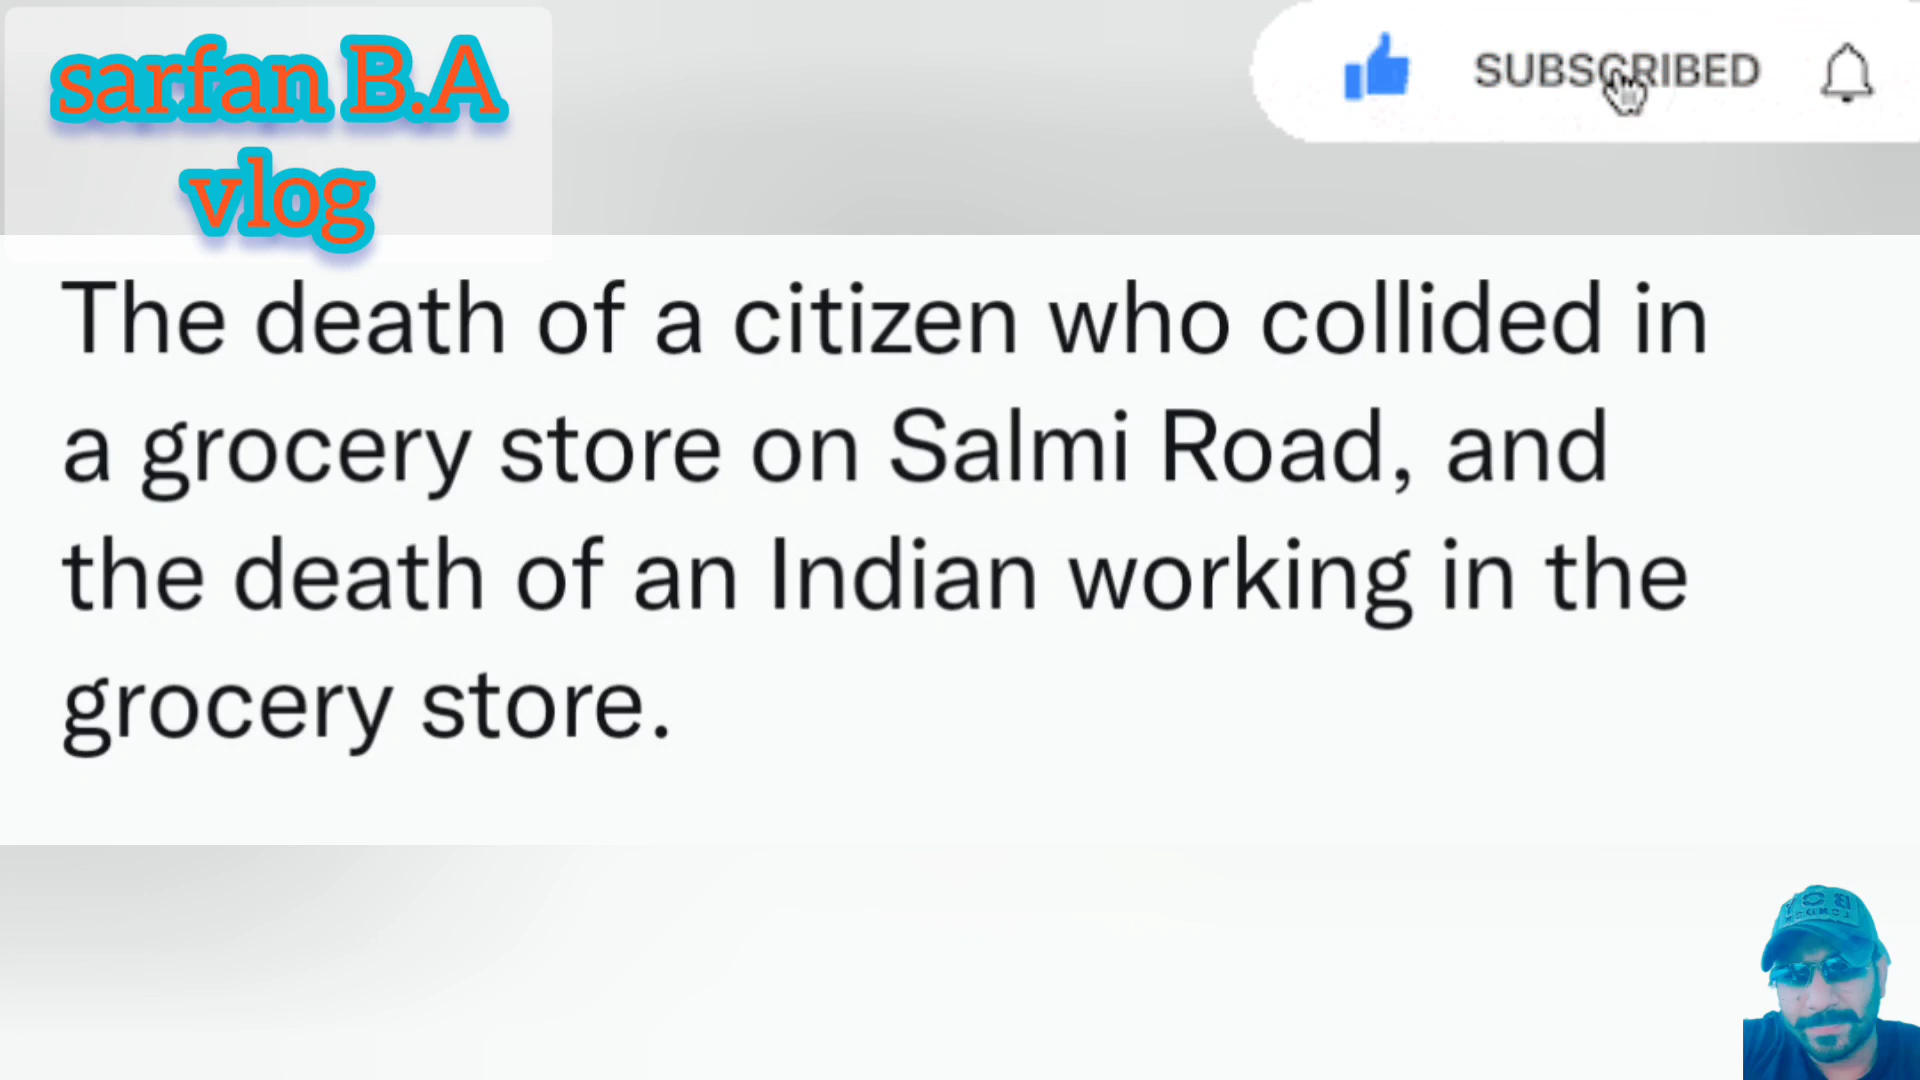 sarfan B.A
vlog
SUBSCRIBED
The death of a citizen who collided in
a grocery store on Salmi Road, and
the death of an Indian working in the
grocery store.